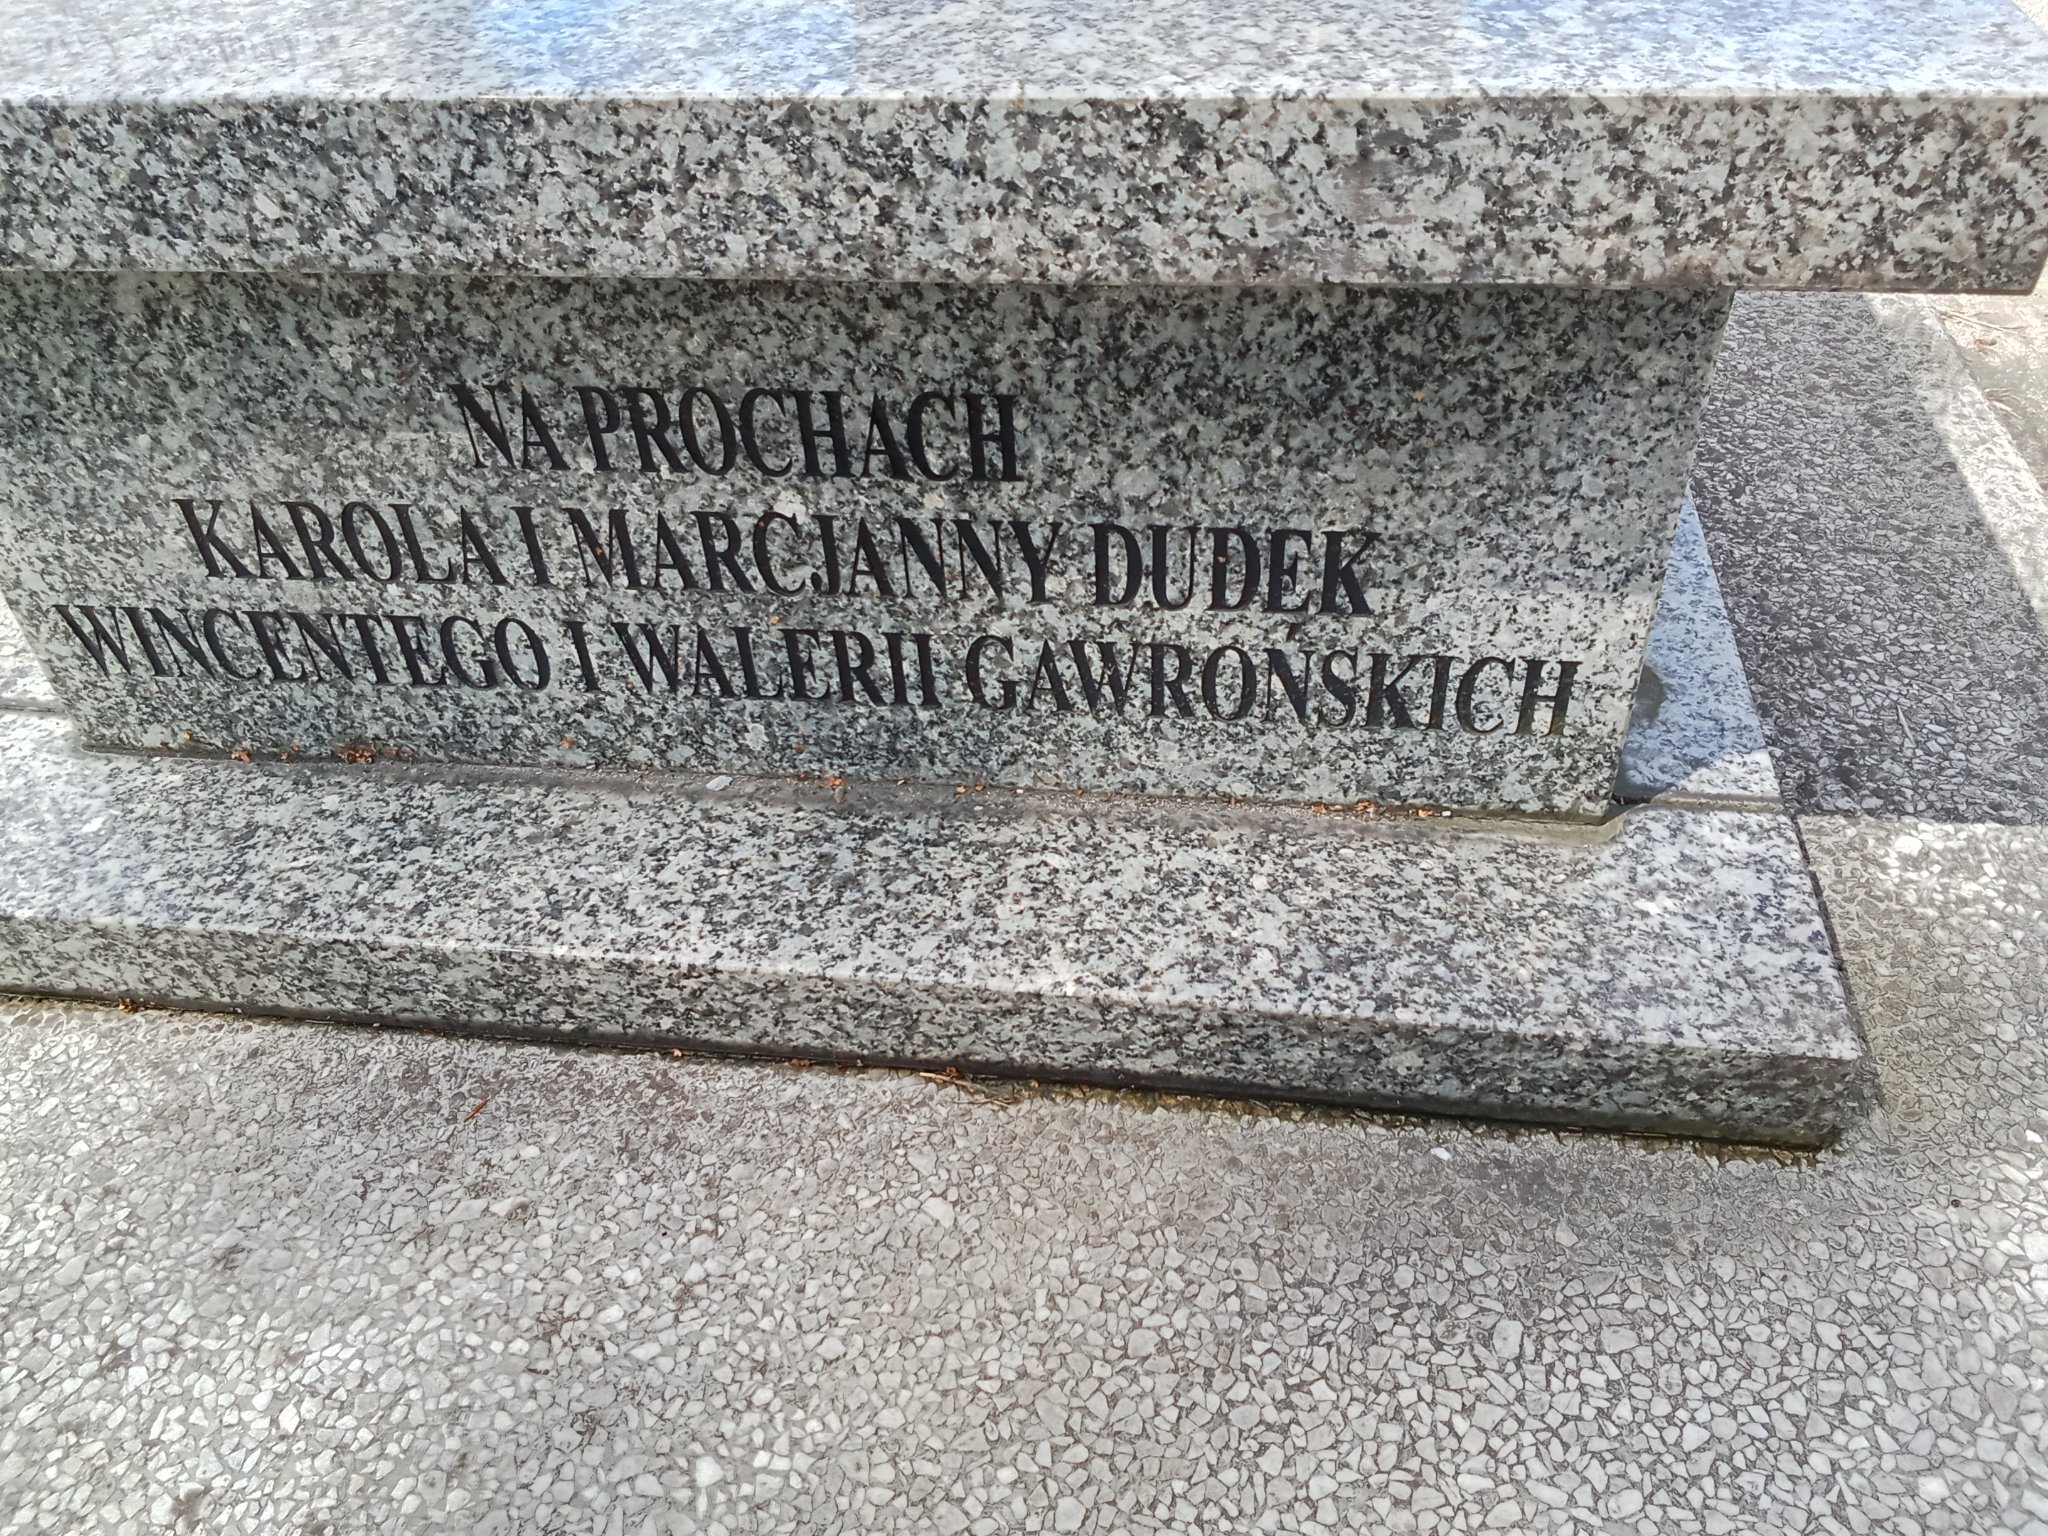 NA PROCHACH
KAROLA I MARCJANNY DUDEK
WINCENTEGO I WALERII GAWROŃSKICH